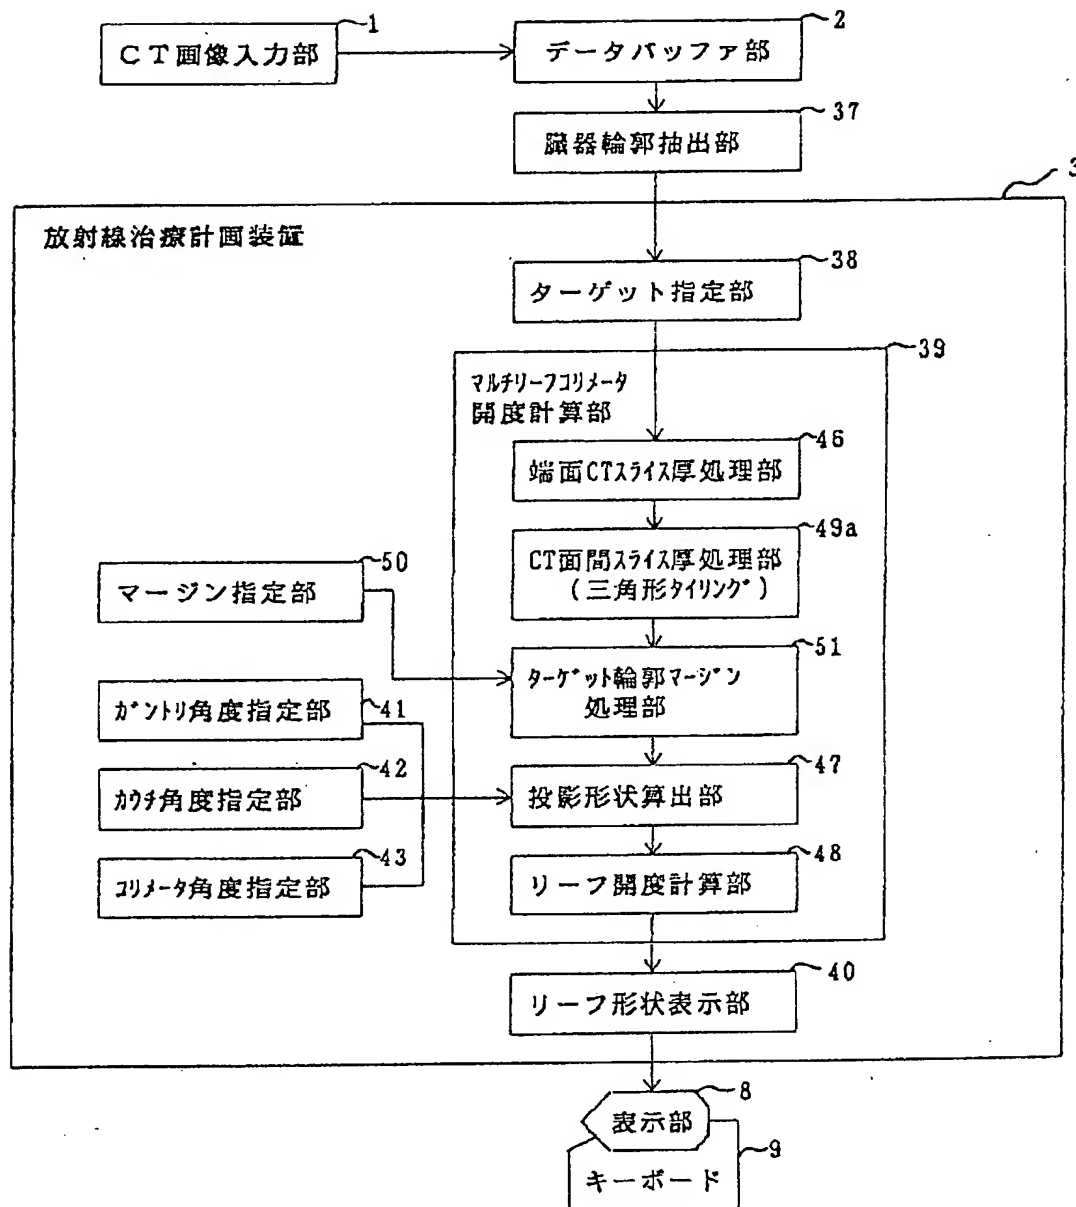 1
CT画像入力部
2
データバッファ部
37
臓器輪郭抽出部
3
放射線治療計画装置
38
ターゲット指定部
39
マルチリーフコリメータ
開度計算部
46
端面CTスライス厚処理部
49a
CT面間スライス厚処理部
(三角形タイリング)
50
マージン指定部
51
ターゲット輪郭マージン
処理部
41
ガントリ角度指定部
42
カウチ角度指定部
47
投影形状算出部
43
コリメータ角度指定部
48
リーフ開度計算部
40
リーフ形状表示部
8
表示部
9
キーボード